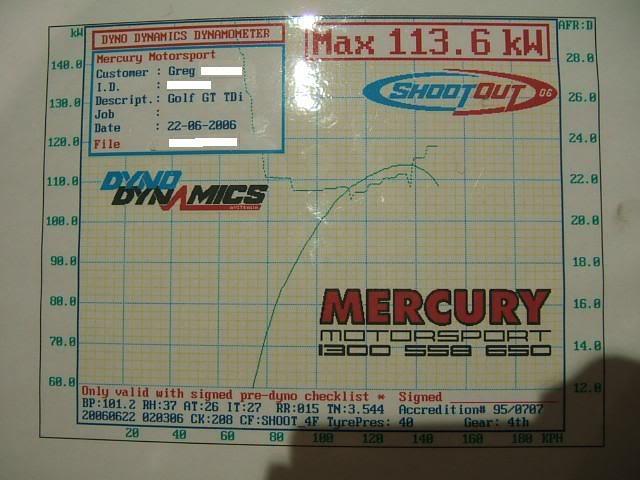 kW
DYNO DYNAMICS DYNAMOMETER
Max 113.6 kW
AFR:D
Mercury Motorsport
Customer : Greg
I.D. :
Descript.: Golf GT TDi
Job :
Date : 22-06-2006
File
SHOOTOUT 06
DYNO
DYNAMICS
148.0
130.0
120.0
110.0
100.0
90.0
80.0
70.0
60.0
28.0
26.0
24.0
22.0
20.0
18.0
16.0
14.0
12.0
MERCURY
MOTORSPORT
1300 558 650
Only valid with signed pre-dyno checklist * Signed
BP:101.2 RH:37 AT:26 IT:27 RR:015 TN:3.544 Accreditation# 95/0707
20060622 020306 CK:208 CF:SHOOT_4F TyrePres: 40 Gear: 4th
20 40 60 80 100 120 140 160 180 KPH